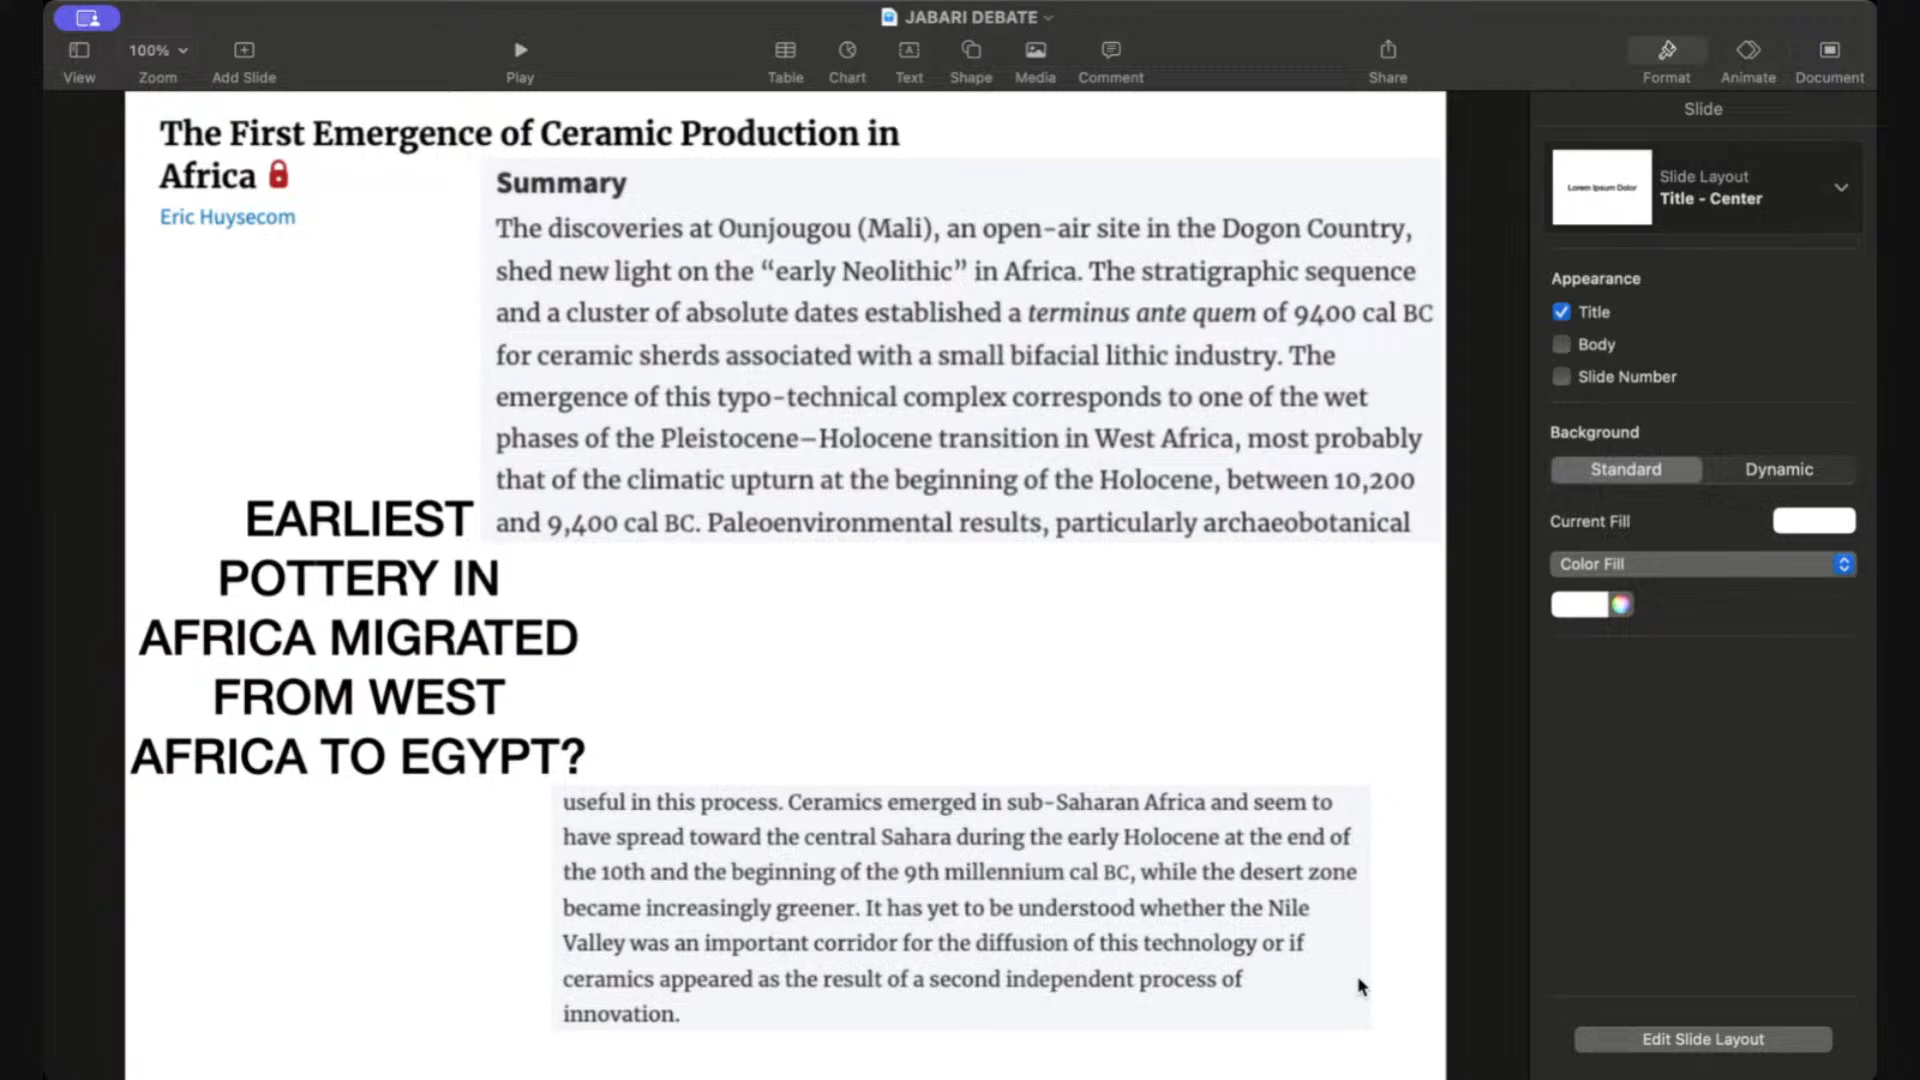 JABARI DEBATE
100%
View
Zoom
Add Slide
Play
Table
Chart
Text
Shape
Media
Comment
Share
Format
Animate
Document
The First Emergence of Ceramic Production in
Africa
Eric Huysecom
Summary
The discoveries at Ounjougou (Mali), an open-air site in the Dogon Country,
shed new light on the “early Neolithic” in Africa. The stratigraphic sequence
and a cluster of absolute dates established a terminus ante quem of 9400 cal BC
for ceramic sherds associated with a small bifacial lithic industry. The
emergence of this typo-technical complex corresponds to one of the wet
phases of the Pleistocene–Holocene transition in West Africa, most probably
that of the climatic upturn at the beginning of the Holocene, between 10,200
and 9,400 cal BC. Paleoenvironmental results, particularly archaeobotanical
EARLIEST
POTTERY IN
AFRICA MIGRATED
FROM WEST
AFRICA TO EGYPT?
useful in this process. Ceramics emerged in sub-Saharan Africa and seem to
have spread toward the central Sahara during the early Holocene at the end of
the 10th and the beginning of the 9th millennium cal BC, while the desert zone
became increasingly greener. It has yet to be understood whether the Nile
Valley was an important corridor for the diffusion of this technology or if
ceramics appeared as the result of a second independent process of
innovation.
Slide
Lorem Ipsum Dolor
Slide Layout
Title - Center
Appearance
Title
Body
Slide Number
Background
Standard
Dynamic
Current Fill
Color Fill
Edit Slide Layout